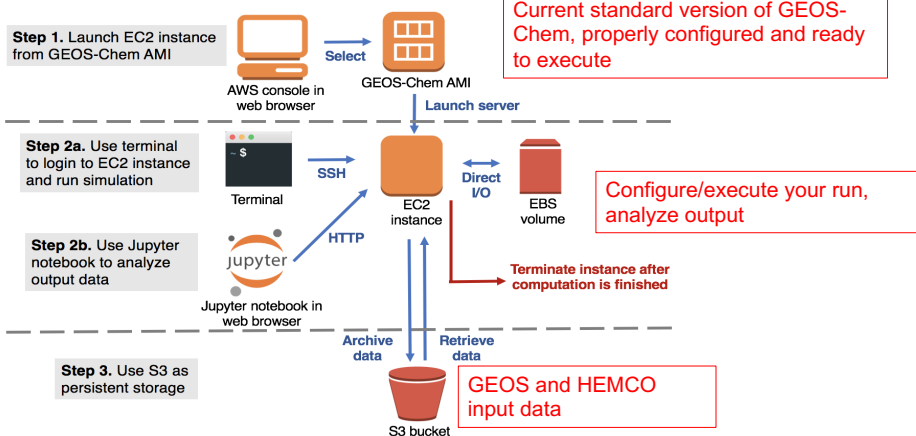 Current standard version of GEOS-
Chem, properly configured and ready
to execute
Step 1. Launch EC2 instance
from GEOS-Chem AMI
Select
AWS console in
web browser
GEOS-Chem AMI
Launch server
Step 2a. Use terminal
to login to EC2 instance
and run simulation
~ $
Terminal
SSH
EC2
instance
Direct
I/O
EBS
volume
Configure/execute your run,
analyze output
Step 2b. Use Jupyter
notebook to analyze
output data
jupyter
HTTP
Jupyter notebook in
web browser
Terminate instance after
computation is finished
Archive
data
Retrieve
data
Step 3. Use S3 as
persistent storage
S3 bucket
GEOS and HEMCO
input data